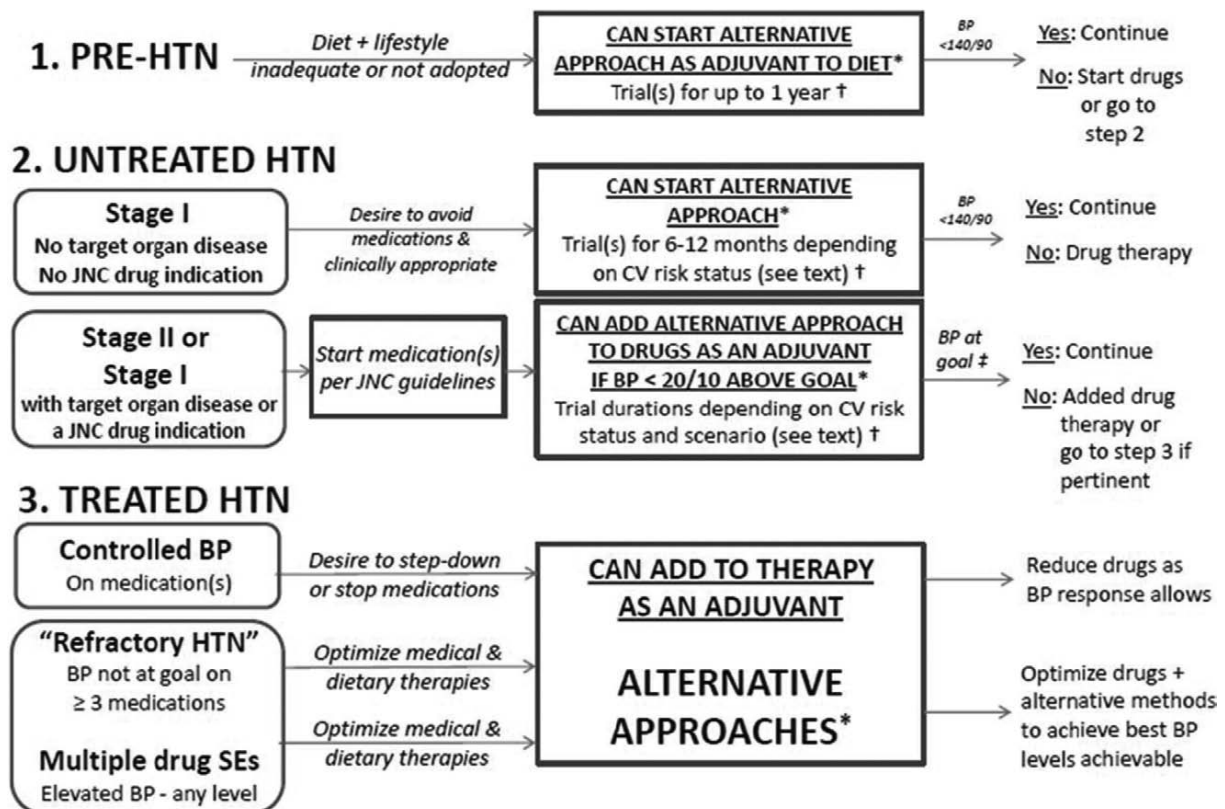 1. PRE-HTN
Diet + lifestyle
inadequate or not adopted
CAN START ALTERNATIVE
APPROACH AS ADJUVANT TO DIET*
Trial(s) for up to 1 year †
BP
<140/90
Yes: Continue
No: Start drugs
or go to
step 2
2. UNTREATED HTN
Stage I
No target organ disease
No JNC drug indication
Desire to avoid
medications &
clinically appropriate
CAN START ALTERNATIVE
APPROACH*
Trial(s) for 6-12 months depending
on CV risk status (see text) †
BP
<140/90
Yes: Continue
No: Drug therapy
Stage II or
Stage I
with target organ disease or
a JNC drug indication
Start medication(s)
per JNC guidelines
CAN ADD ALTERNATIVE APPROACH
TO DRUGS AS AN ADJUVANT
IF BP < 20/10 ABOVE GOAL*
Trial durations depending on CV risk
status and scenario (see text) †
BP at
goal ‡
Yes: Continue
No: Added drug
therapy or
go to step 3 if
pertinent
3. TREATED HTN
Controlled BP
On medication(s)
Desire to step-down
or stop medications
"Refractory HTN"
BP not at goal on
≥ 3 medications
Optimize medical &
dietary therapies
Multiple drug SEs
Elevated BP - any level
Optimize medical &
dietary therapies
CAN ADD TO THERAPY
AS AN ADJUVANT
ALTERNATIVE
APPROACHES*
Reduce drugs as
BP response allows
Optimize drugs +
alternative methods
to achieve best BP
levels achievable